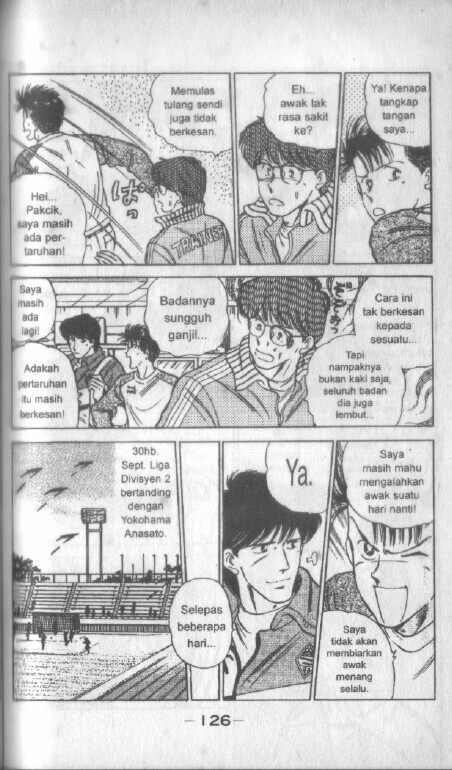 Ya! Kenapa
tangkap
tangan
saya...
Eh...
awak tak
rasa sakit
ke?
Memulas
tulang sendi
juga tidak
berkesan.
ぱっ
Hei...
Pakcik,
saya masih
ada per-
taruhan!
Cara ini
tak berkesan
kepada
sesuatu...
Tapi
nampaknya
bukan kaki saja,
seluruh badan
dia juga
lembut...
Badannya
sungguh
ganjil...
Saya
masih
ada
lagi!
Adakah
pertaruhan
itu masih
berkesan!
Saya
masih mahu
mengalahkan
awak suatu
hari nanti!
Saya
tidak akan
membiarkan
awak
menang
selalu.
Ya.
Selepas
beberapa
hari...
30hb.
Sept. Liga
Divisyen 2
bertanding
dengan
Yokohama
Anasato.
- 126 -